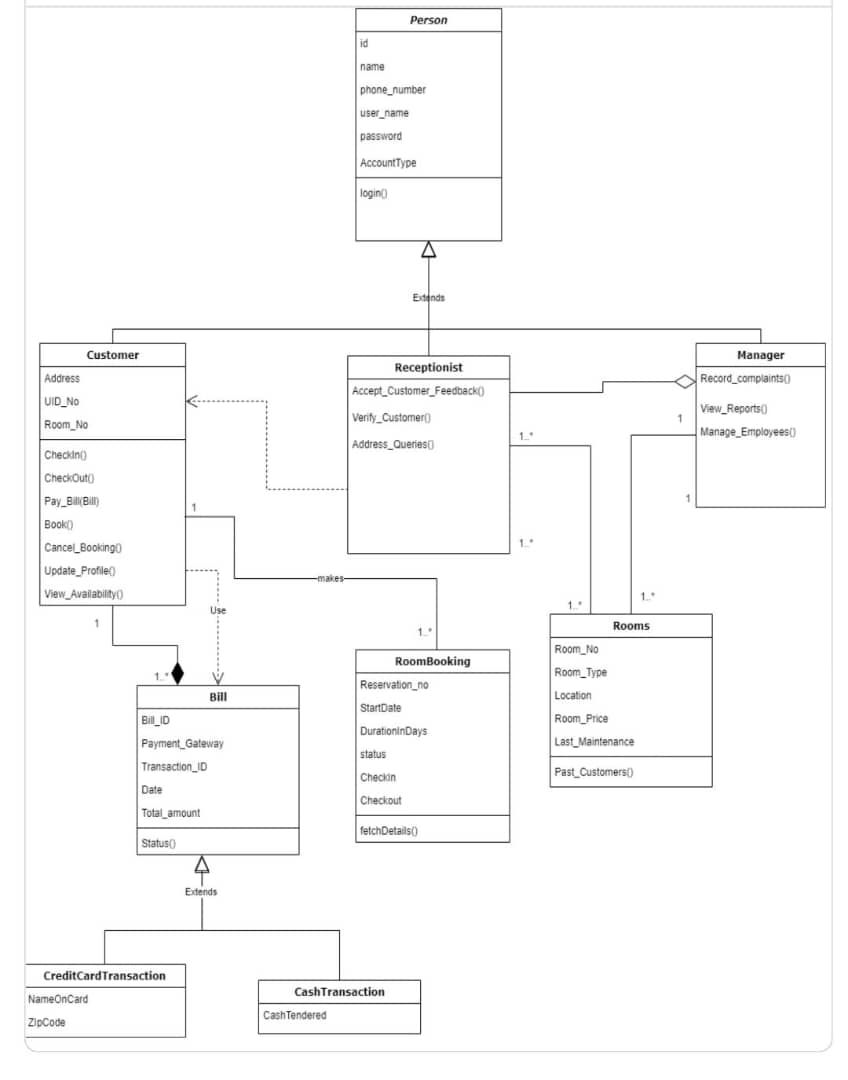 Person
id
name
phone_number
user_name
password
AccountType
login()
Extends
Customer
Address
UID_No
Room_No
CheckIn()
CheckOut()
Pay_Bill(Bill)
Book()
Cancel_Booking()
Update_Profile()
View_Availability()
Receptionist
Accept_Customer_Feedback()
Verify_Customer()
Address_Queries()
Manager
Record_complaints()
View_Reports()
Manage_Employees()
1
1..*
1
1
1..*
makes
Use
1..*
1..*
1..*
1
1..*
Bill
Bill_ID
Payment_Gateway
Transaction_ID
Date
Total_amount
Status()
RoomBooking
Reservation_no
StartDate
DurationInDays
status
Checkin
Checkout
fetchDetails()
Rooms
Room_No
Room_Type
Location
Room_Price
Last_Maintenance
Past_Customers()
Extends
CreditCardTransaction
NameOnCard
ZipCode
CashTransaction
CashTendered